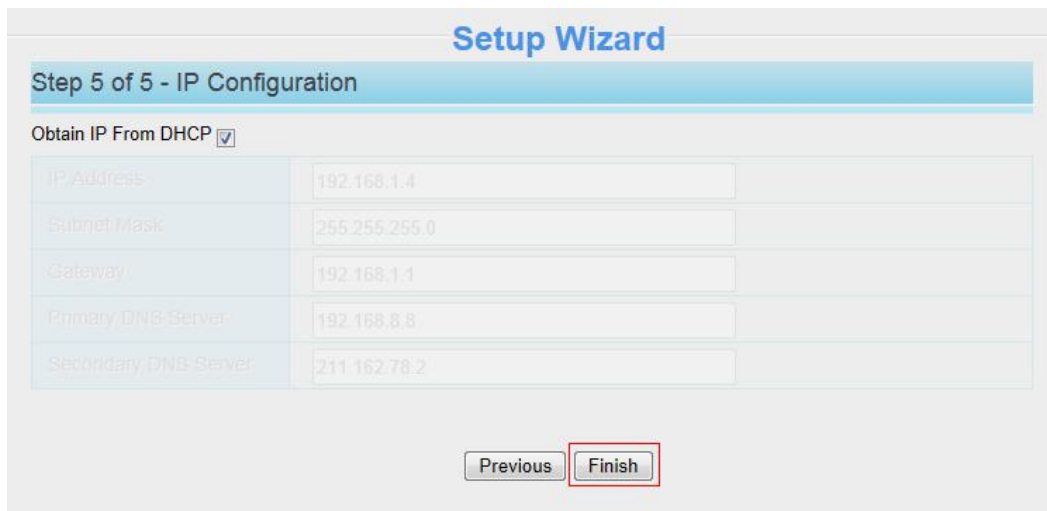 Setup Wizard
Step 5 of 5 - IP Configuration
Obtain IP From DHCP
IP Address 192.168.1.4
Subnet Mask 255.255.255.0
Gateway 192.168.1.1
Primary DNS Server 192.168.8.8
Secondary DNS Server 211.162.78.2
Previous Finish